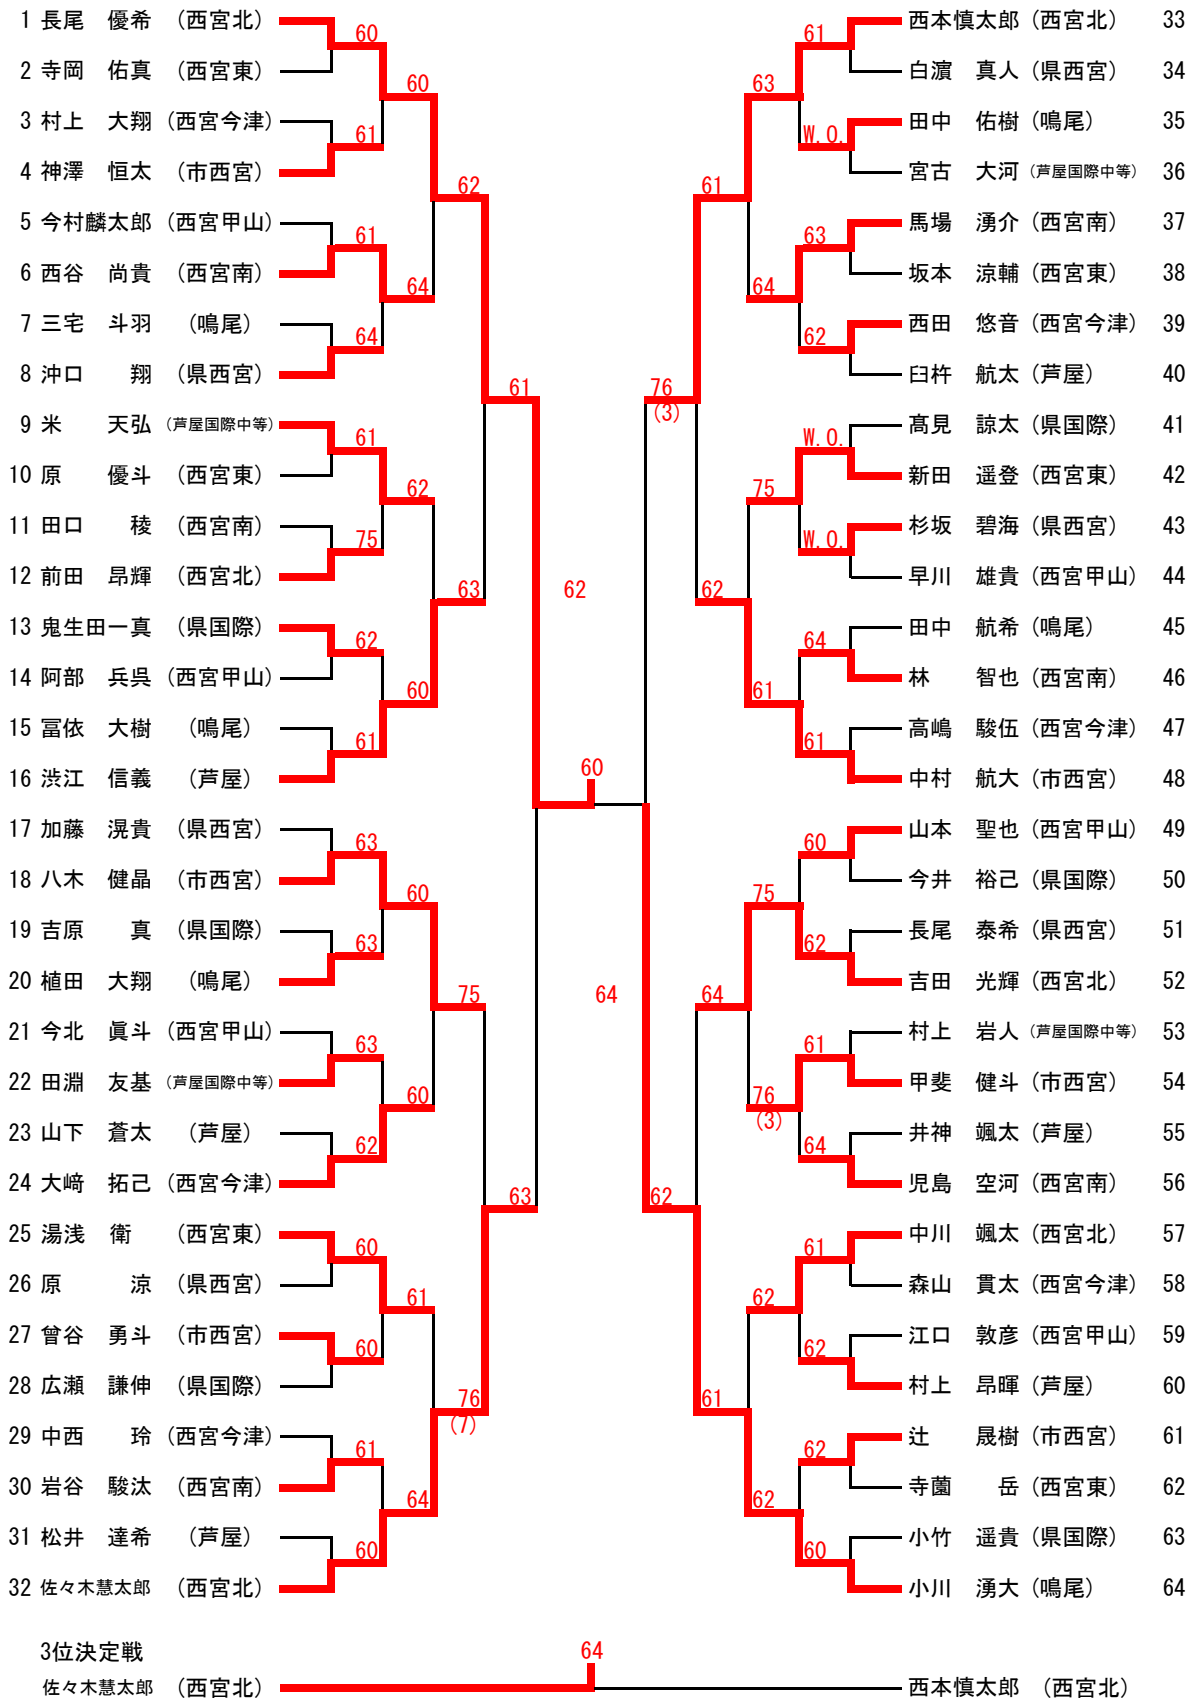 1 長尾　優希 （西宮北）
60
2 寺岡　佑真 （西宮東）
60
3 村上　大翔（西宮今津）
61
4 神澤　恒太 （市西宮）
62
5 今村麟太郎（西宮甲山）
61
6 西谷　尚貴 （西宮南）
64
7 三宅　斗羽 （鳴尾）
64
8 沖口　　翔 （県西宮）
61
9 米　　天弘（芦屋国際中等）
61
10 原　　優斗 （西宮東）
62
11 田口　　稜 （西宮南）
75
12 前田　昂輝 （西宮北）
63
13 鬼生田一真 （県国際）
62
14 阿部　兵呉（西宮甲山）
60
15 冨依　大樹 （鳴尾）
61
16 渋江　信義 （芦屋）
17 加藤　滉貴 （県西宮）
63
18 八木　健晶 （市西宮）
60
19 吉原　　真 （県国際）
63
20 植田　大翔 （鳴尾）
75
21 今北　眞斗（西宮甲山）
63
22 田淵　友基（芦屋国際中等）
60
23 山下　蒼太 （芦屋）
62
24 大﨑　拓己（西宮今津）
63
25 湯浅　衛 （西宮東）
60
26 原　　　涼 （県西宮）
61
27 曾谷　勇斗 （市西宮）
60
28 広瀬　謙伸 （県国際）
76
(7)
29 中西　　玲（西宮今津）
61
30 岩谷　駿汰 （西宮南）
64
31 松井　達希 （芦屋）
60
32 佐々木慧太郎 （西宮北）
62
60
64
西本慎太郎（西宮北） 33
61
白濵　真人（県西宮） 34
63
田中　佑樹（鳴尾） 35
W.O.
宮古　大河（芦屋国際中等） 36
61
馬場　湧介（西宮南） 37
63
坂本　涼輔（西宮東） 38
64
西田　悠音（西宮今津） 39
62
臼杵　航太（芦屋） 40
76
(3)
髙見　諒太（県国際） 41
W.O.
新田　遥登（西宮東） 42
75
杉坂　碧海（県西宮） 43
W.O.
早川　雄貴（西宮甲山） 44
62
田中　航希（鳴尾） 45
64
林　　智也（西宮南） 46
61
高嶋　駿伍（西宮今津） 47
61
中村　航大（市西宮） 48
山本　聖也（西宮甲山） 49
60
今井　裕己（県国際） 50
75
長尾　泰希（県西宮） 51
62
吉田　光輝（西宮北） 52
64
村上　岩人（芦屋国際中等） 53
61
甲斐　健斗（市西宮） 54
76
(3)
井神　颯太（芦屋） 55
64
児島　空河（西宮南） 56
62
中川　颯太（西宮北） 57
61
森山　貫太（西宮今津） 58
62
江口　敦彦（西宮甲山） 59
62
村上　昂暉（芦屋） 60
61
辻　　晟樹（市西宮） 61
62
寺薗　　岳（西宮東） 62
62
小竹　遥貴（県国際） 63
60
小川　湧大（鳴尾） 64
3位決定戦
64
佐々木慧太郎 （西宮北）
西本慎太郎 （西宮北）